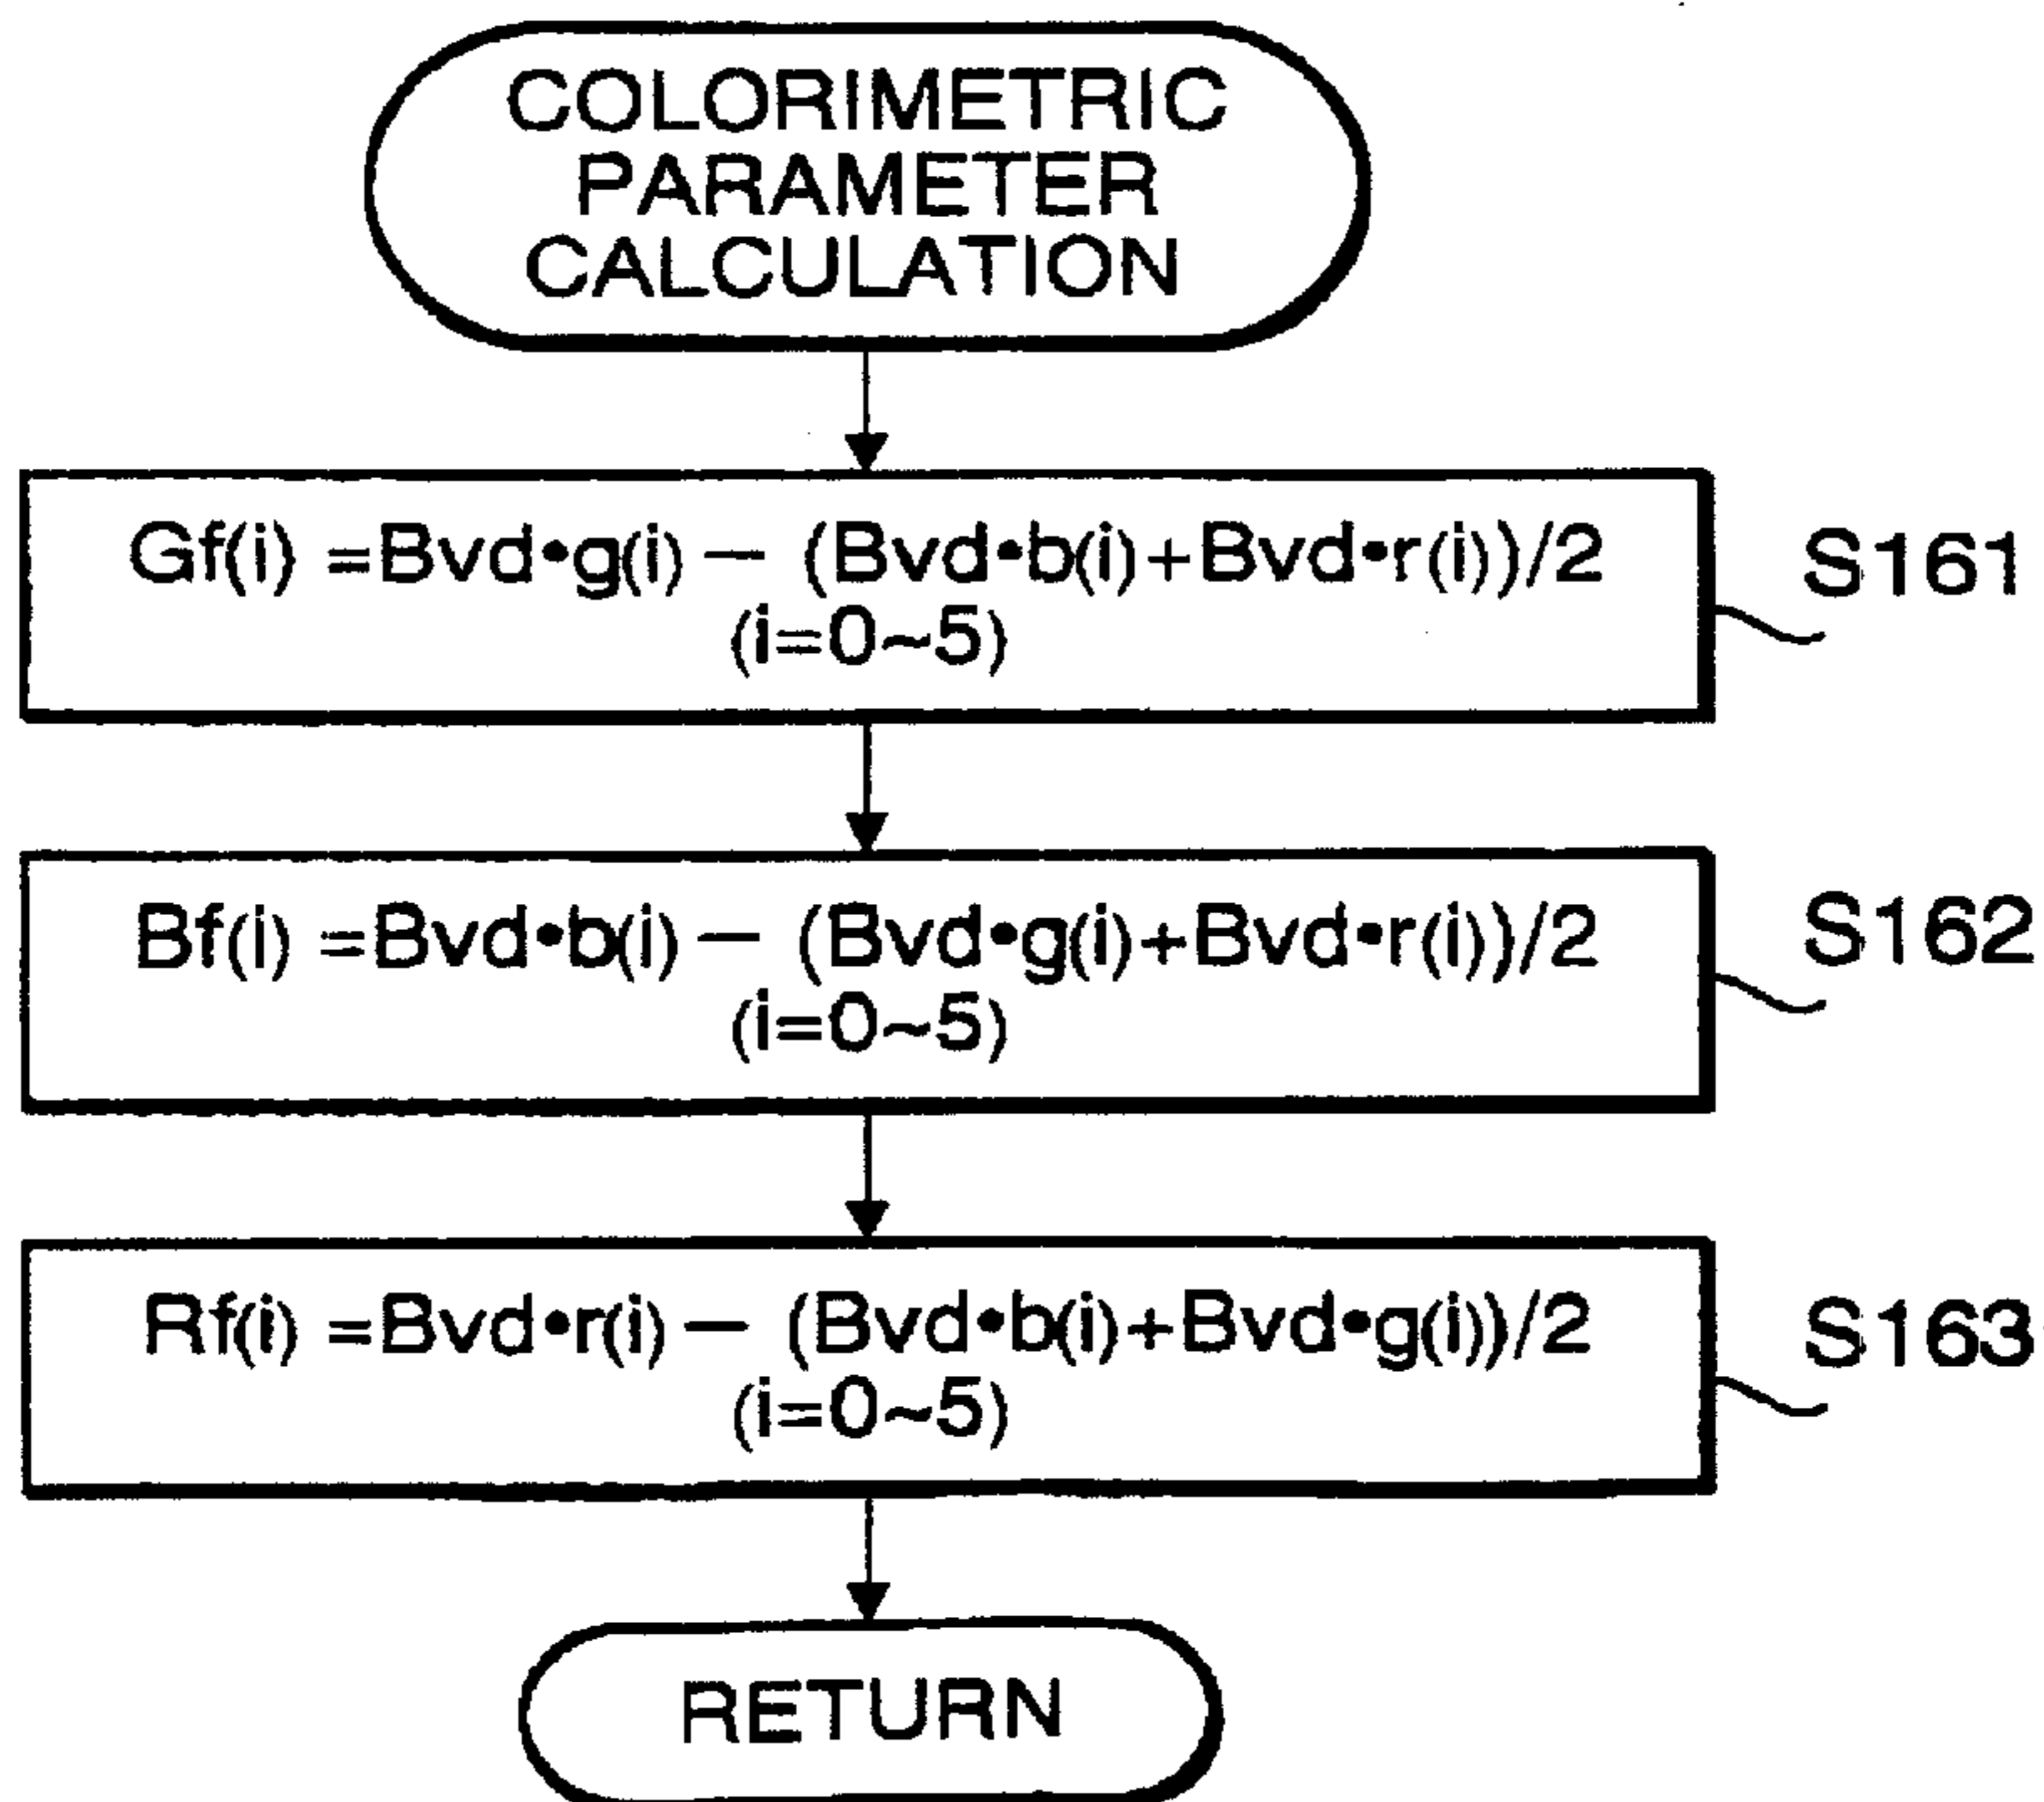 COLORIMETRIC
PARAMETER
CALCULATION
Gf(i) =Bvd•g(i) — (Bvd•b(i)+Bvd•r(i))/2
(i=0~5)
S161
Bf(i) =Bvd•b(i) — (Bvd•g(i)+Bvd•r(i))/2
(i=0~5)
S162
Rf(i) =Bvd•r(i) — (Bvd•b(i)+Bvd•g(i))/2
(i=0~5)
S163
RETURN